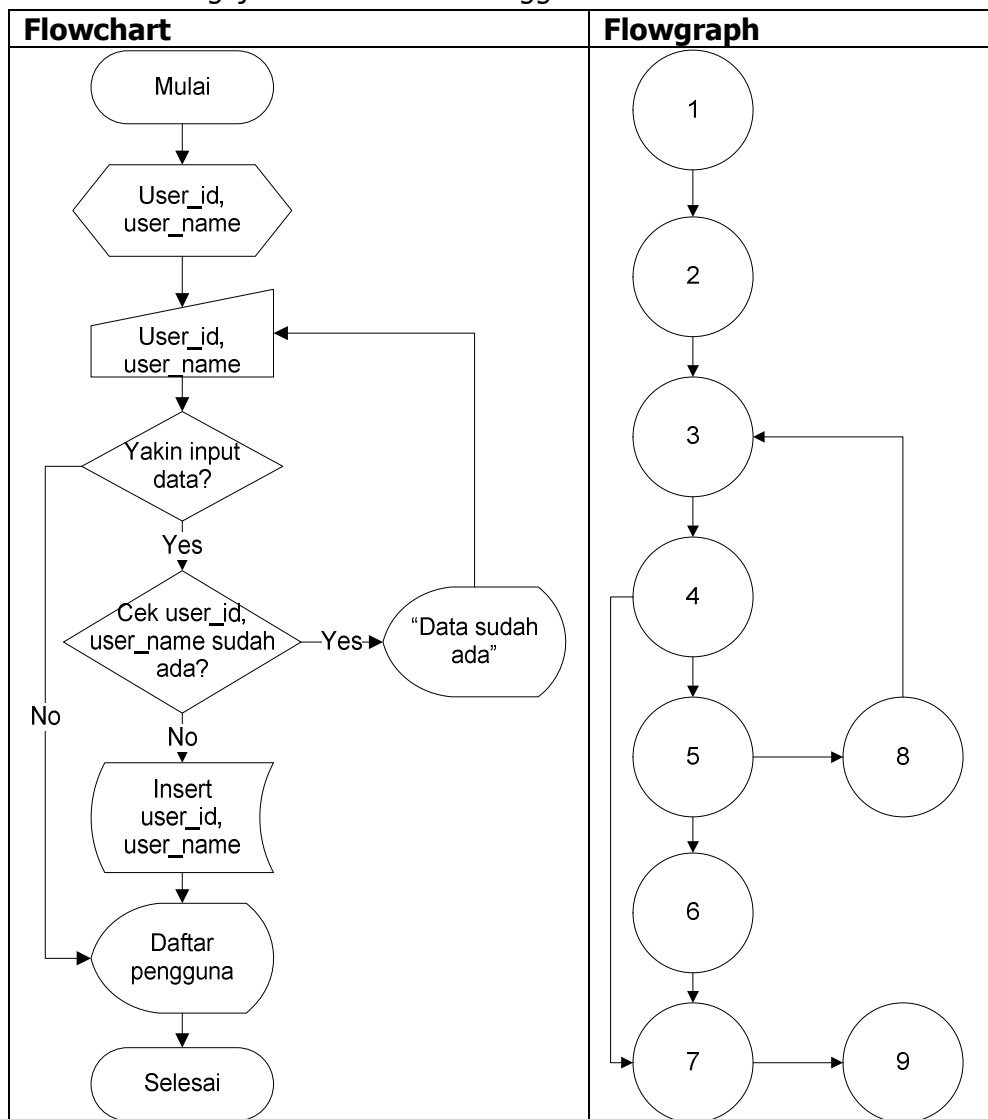 Flowchart
Flowgraph
Mulai
User_id,
user_name
User_id,
user_name
Yakin input
data?
Yes
Cek user_id,
user_name sudah
ada?
Yes
“Data sudah
ada”
No
No
Insert
user_id,
user_name
Daftar
pengguna
Selesai
1
2
3
4
5
8
6
7
9